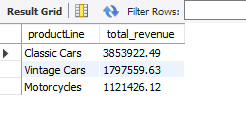 Result Grid Filter Rows:
productLine total_revenue
Classic Cars 3853922.49
Vintage Cars 1797559.63
Motorcycles 1121426.12